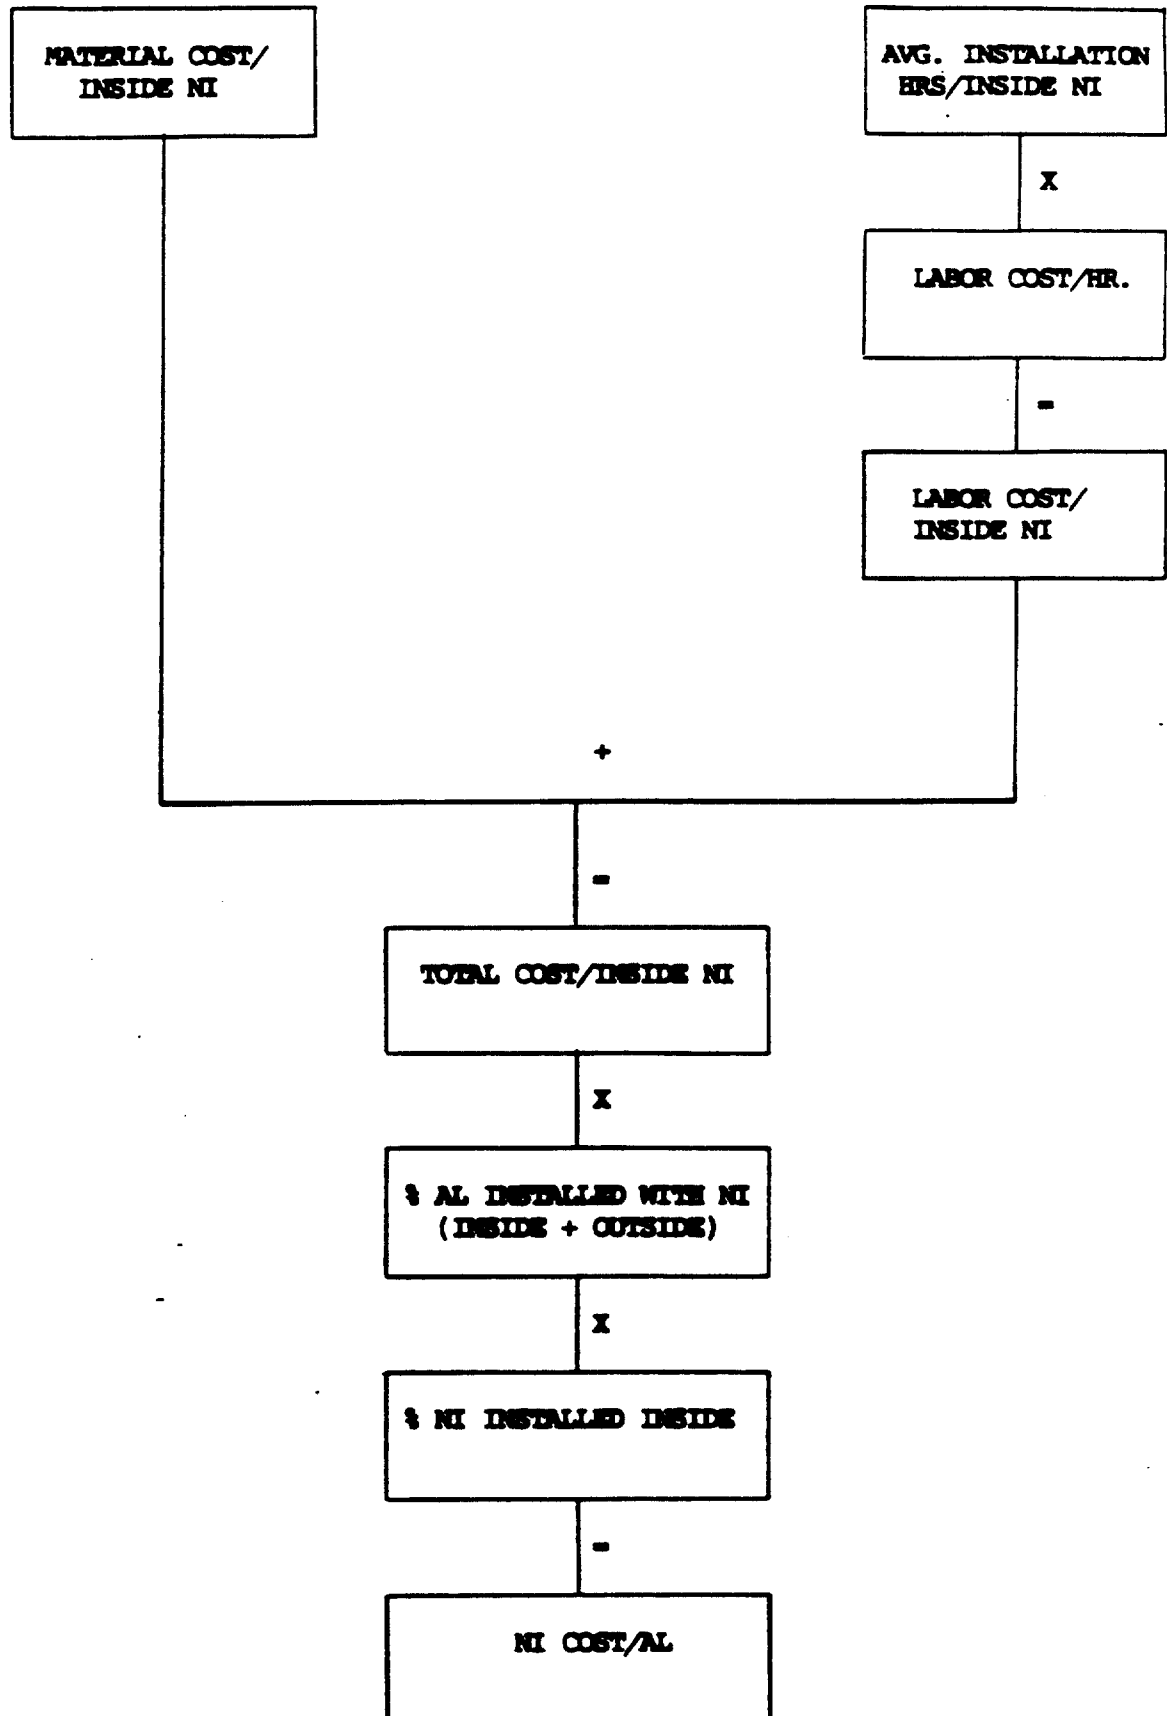 MATERIAL COST/
INSIDE NI
AVG. INSTALLATION
HRS/INSIDE NI
X
LABOR COST/HR.
=
LABOR COST/
INSIDE NI
+
=
TOTAL COST/INSIDE NI
X
% AL INSTALLED WITH NI
(INSIDE + OUTSIDE)
X
% NI INSTALLED INSIDE
=
NI COST/AL